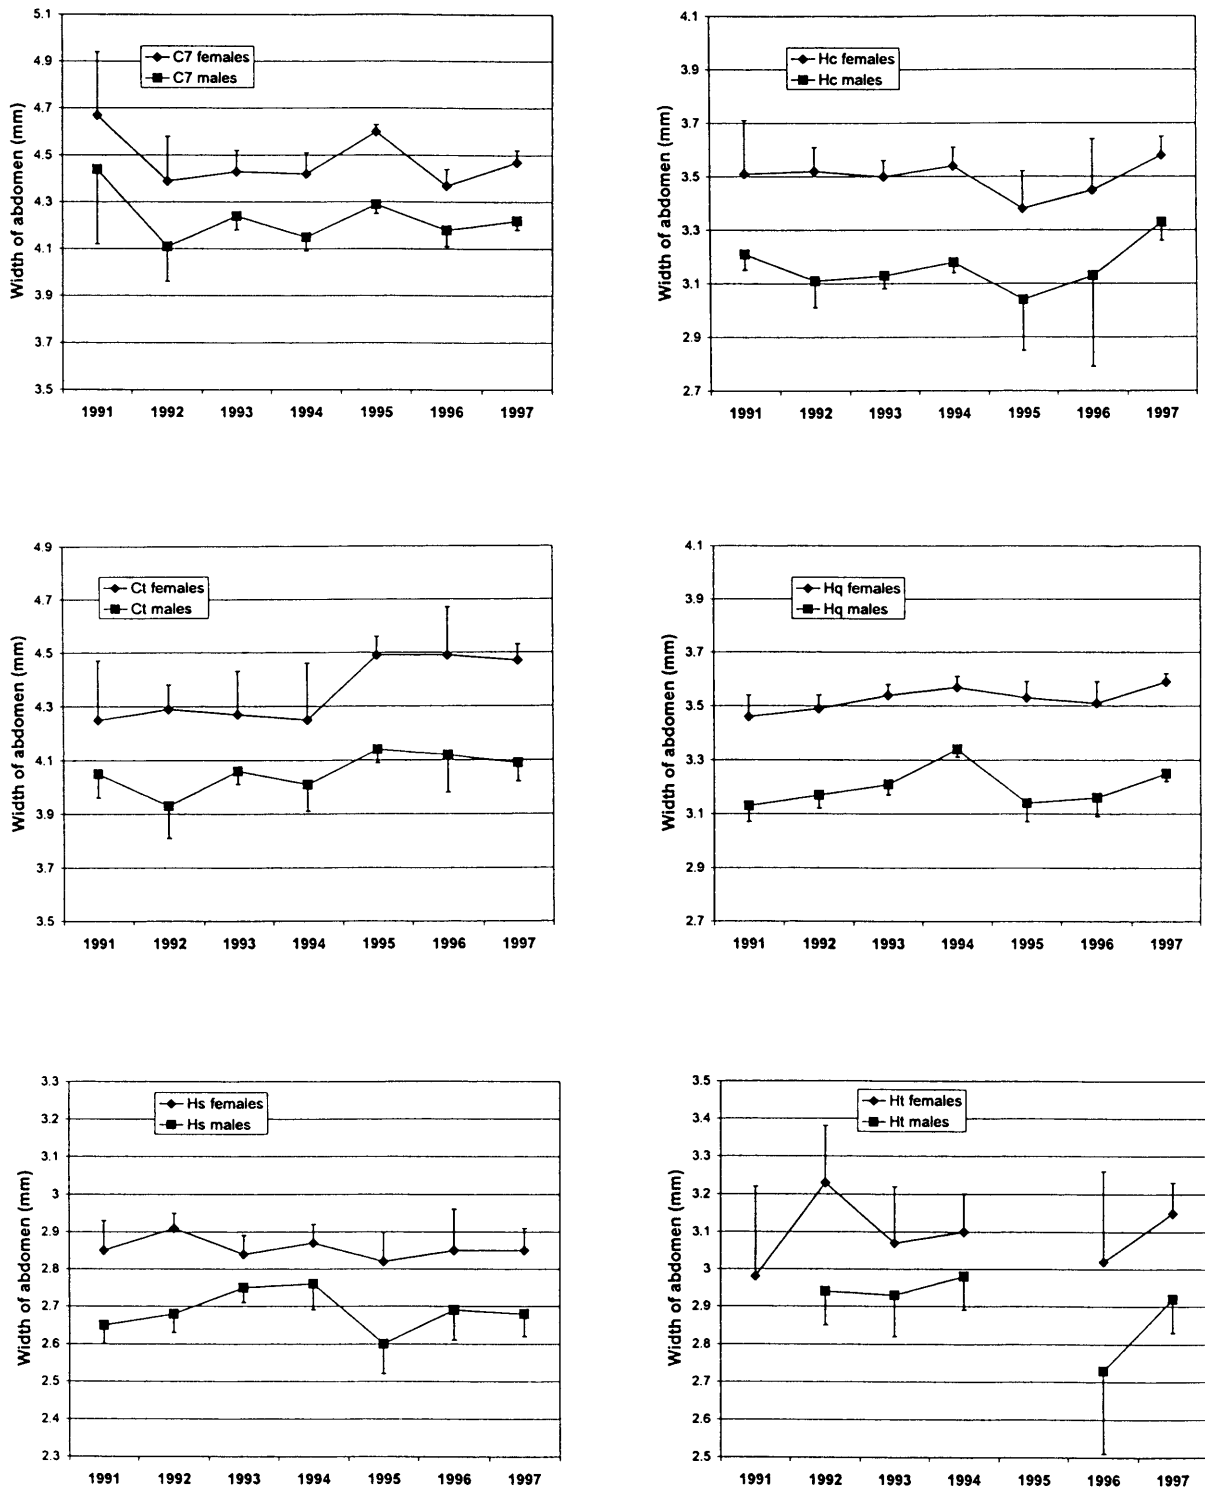 5.1
4.9
4.7
4.5
4.3
4.1
3.9
3.7
3.5
Width of abdomen (mm)
C7 females
C7 males
1991 1992 1993 1994 1995 1996 1997
4.1
3.9
3.7
3.5
3.3
3.1
2.9
2.7
Width of abdomen (mm)
Hc females
Hc males
1991 1992 1993 1994 1995 1996 1997
4.9
4.7
4.5
4.3
4.1
3.9
3.7
3.5
Width of abdomen (mm)
Ct females
Ct males
1991 1992 1993 1994 1995 1996 1997
4.1
3.9
3.7
3.5
3.3
3.1
2.9
2.7
Width of abdomen (mm)
Hq females
Hq males
1991 1992 1993 1994 1995 1996 1997
3.3
3.2
3.1
3
2.9
2.8
2.7
2.6
2.5
2.4
2.3
Width of abdomen (mm)
Hs females
Hs males
1991 1992 1993 1994 1995 1996 1997
3.5
3.4
3.3
3.2
3.1
3
2.9
2.8
2.7
2.6
2.5
Width of abdomen (mm)
Ht females
Ht males
1991 1992 1993 1994 1995 1996 1997